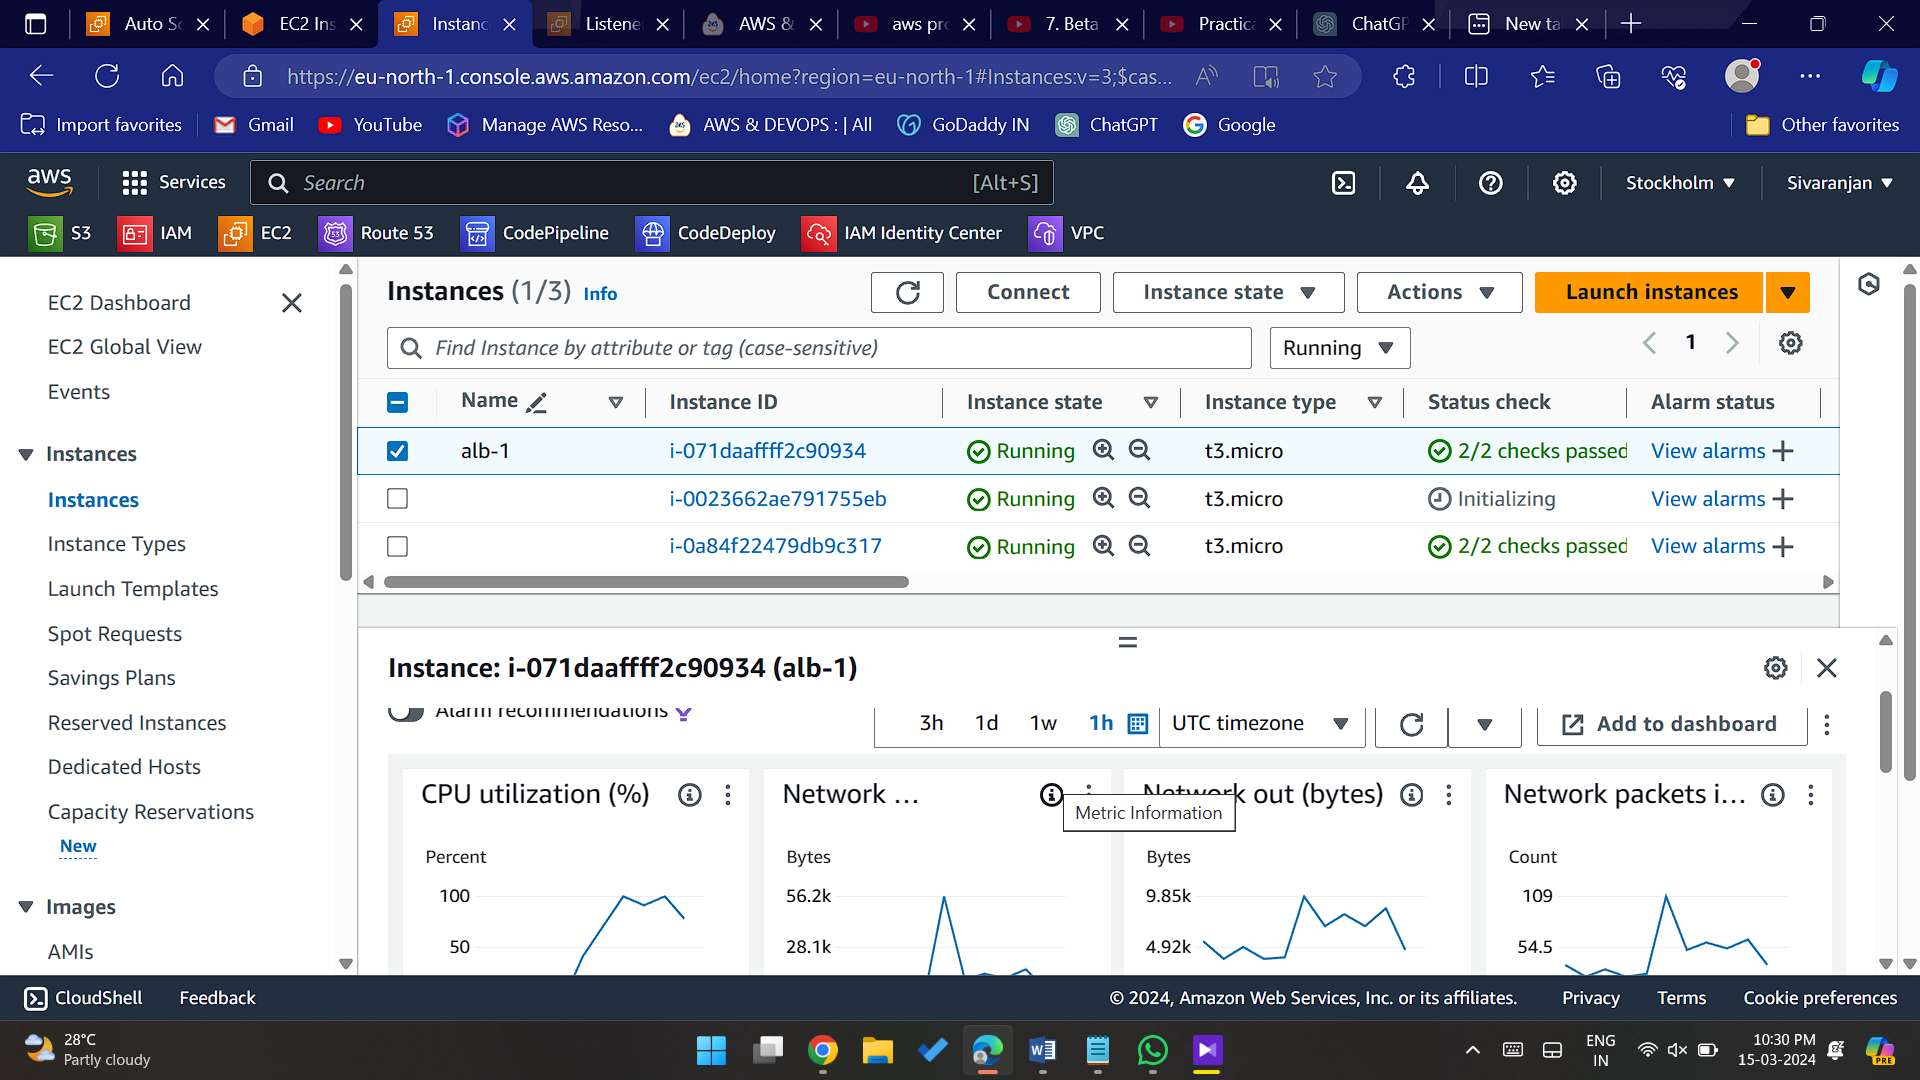 Auto Sc
EC2 Ins
Instanc
Listene
AWS &
aws pro
7. Beta
Practica
ChatGP
New ta
https://eu-north-1.console.aws.amazon.com/ec2/home?region=eu-north-1#Instances:v=3;$cas...
Import favorites
Gmail
YouTube
Manage AWS Reso...
AWS & DEVOPS : | All
GoDaddy IN
ChatGPT
Google
Other favorites
aws
Services
Search
[Alt+S]
Stockholm
Sivaranjan
S3
IAM
EC2
Route 53
CodePipeline
CodeDeploy
IAM Identity Center
VPC
EC2 Dashboard
EC2 Global View
Events
Instances
Instances
Instance Types
Launch Templates
Spot Requests
Savings Plans
Reserved Instances
Dedicated Hosts
Capacity Reservations
New
Images
AMIs
Instances (1/3) Info
Connect
Instance state
Actions
Launch instances
Find Instance by attribute or tag (case-sensitive)
Running
1
Name Instance ID Instance state Instance type Status check Alarm status
alb-1 i-071daaffff2c90934 Running t3.micro 2/2 checks passed View alarms
i-0023662ae791755eb Running t3.micro Initializing View alarms
i-0a84f22479db9c317 Running t3.micro 2/2 checks passed View alarms
Instance: i-071daaffff2c90934 (alb-1)
Alarm recommendations
3h 1d 1w 1h UTC timezone
Add to dashboard
CPU utilization (%)
Percent
100
50
Network ...
Bytes
56.2k
28.1k
Metric Information
Network out (bytes)
Bytes
9.85k
4.92k
Network packets i...
Count
109
54.5
CloudShell
Feedback
© 2024, Amazon Web Services, Inc. or its affiliates.
Privacy
Terms
Cookie preferences
28°C
Partly cloudy
ENG
IN
10:30 PM
15-03-2024
PRE